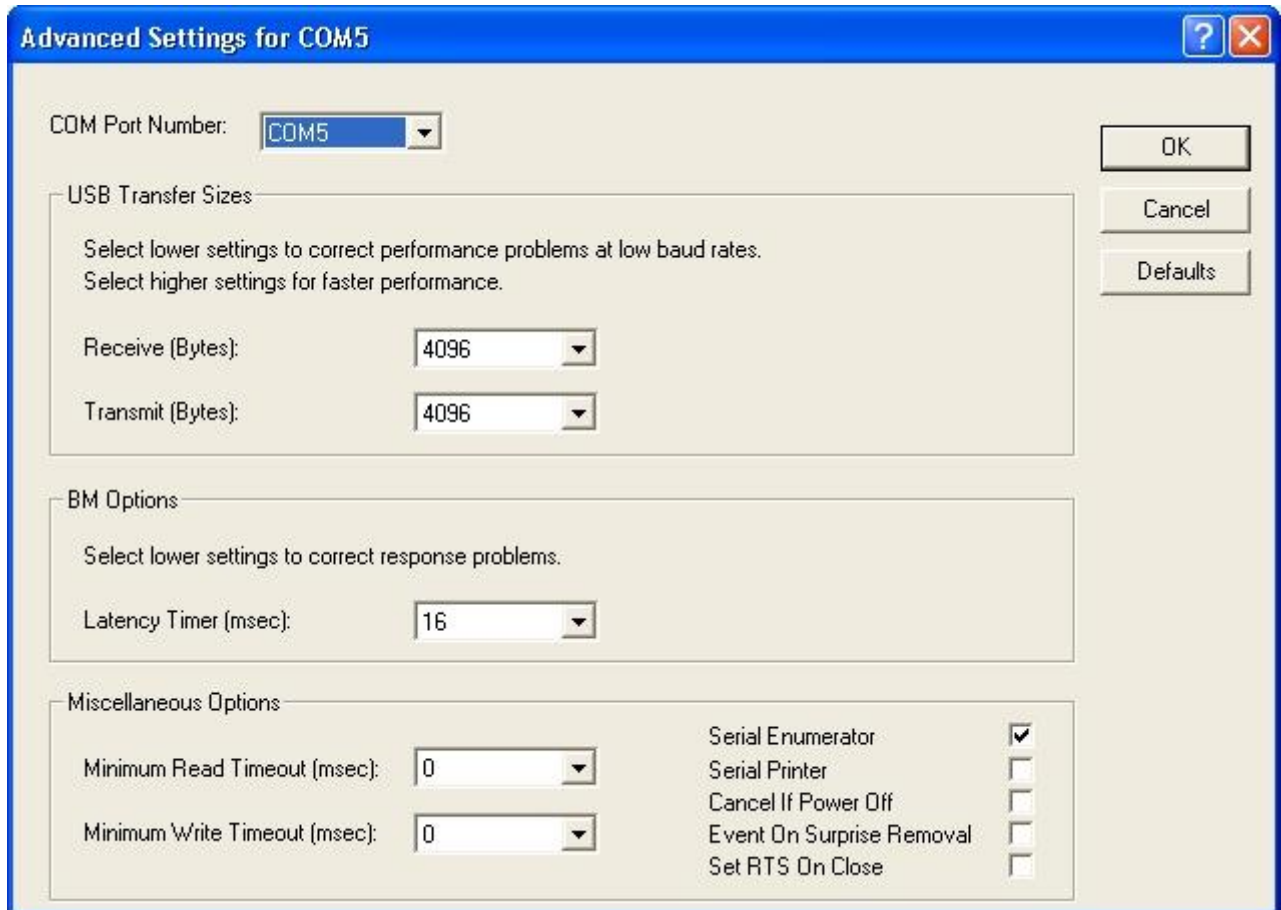 Advanced Settings for COM5
COM Port Number: COM5
OK
Cancel
Defaults
USB Transfer Sizes
Select lower settings to correct performance problems at low baud rates.
Select higher settings for faster performance.
Receive (Bytes): 4096
Transmit (Bytes): 4096
BM Options
Select lower settings to correct response problems.
Latency Timer (msec): 16
Miscellaneous Options
Minimum Read Timeout (msec): 0
Minimum Write Timeout (msec): 0
Serial Enumerator
Serial Printer
Cancel If Power Off
Event On Surprise Removal
Set RTS On Close